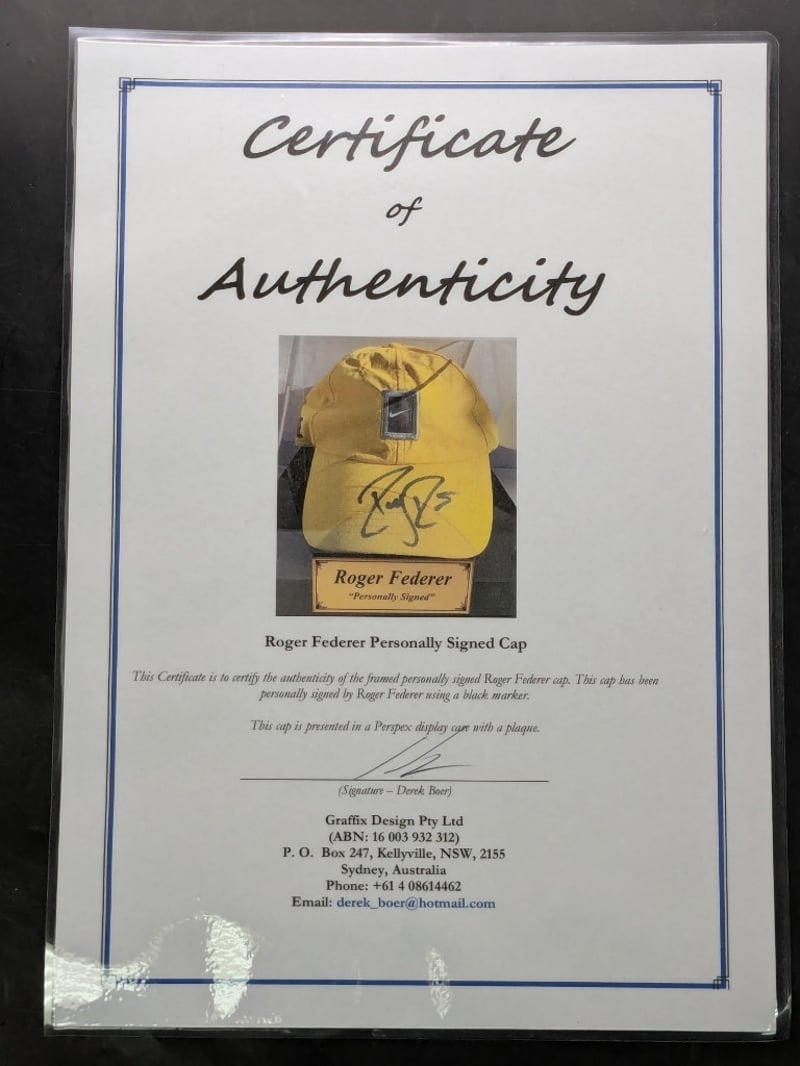 Certificate
of
Authenticity
Roger Federer
"Personally Signed"
Roger Federer Personally Signed Cap
This Certificate is to certify the authenticity of the framed personally signed Roger Federer cap. This cap has been
personally signed by Roger Federer using a black marker.
This cap is presented in a Perspex display case with a plaque.
(Signature – Derek Boer)
Graffix Design Pty Ltd
(ABN: 16 003 932 312)
P. O. Box 247, Kellyville, NSW, 2155
Sydney, Australia
Phone: +61 4 08614462
Email: derek_boer@hotmail.com